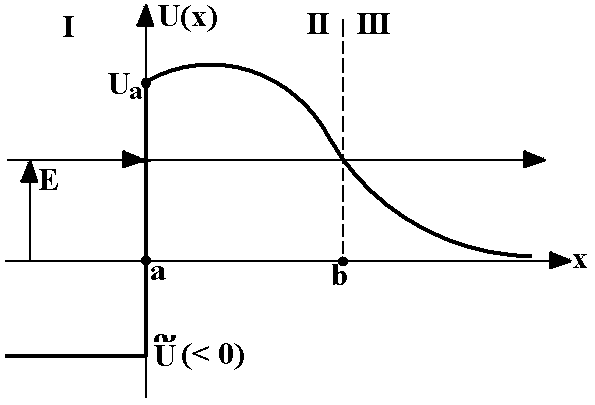 I U(x) II III
Ua
E
a b x
Ũ (< 0)